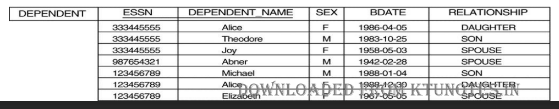 DEPENDENT ESSN DEPENDENT_NAME SEX BDATE RELATIONSHIP
333445555 Alice F 1986-04-05 DAUGHTER
333445555 Theodore M 1983-10-25 SON
333445555 Joy F 1958-05-03 SPOUSE
987654321 Abner M 1942-02-28 SPOUSE
123456789 Michael M 1988-01-04 SON
123456789 Alice F 1988-12-30 DAUGHTER
DOWNLOADED FROM KTUNOTES.IN
123456789 Elizabeth F 1967-05-05 SPOUSE